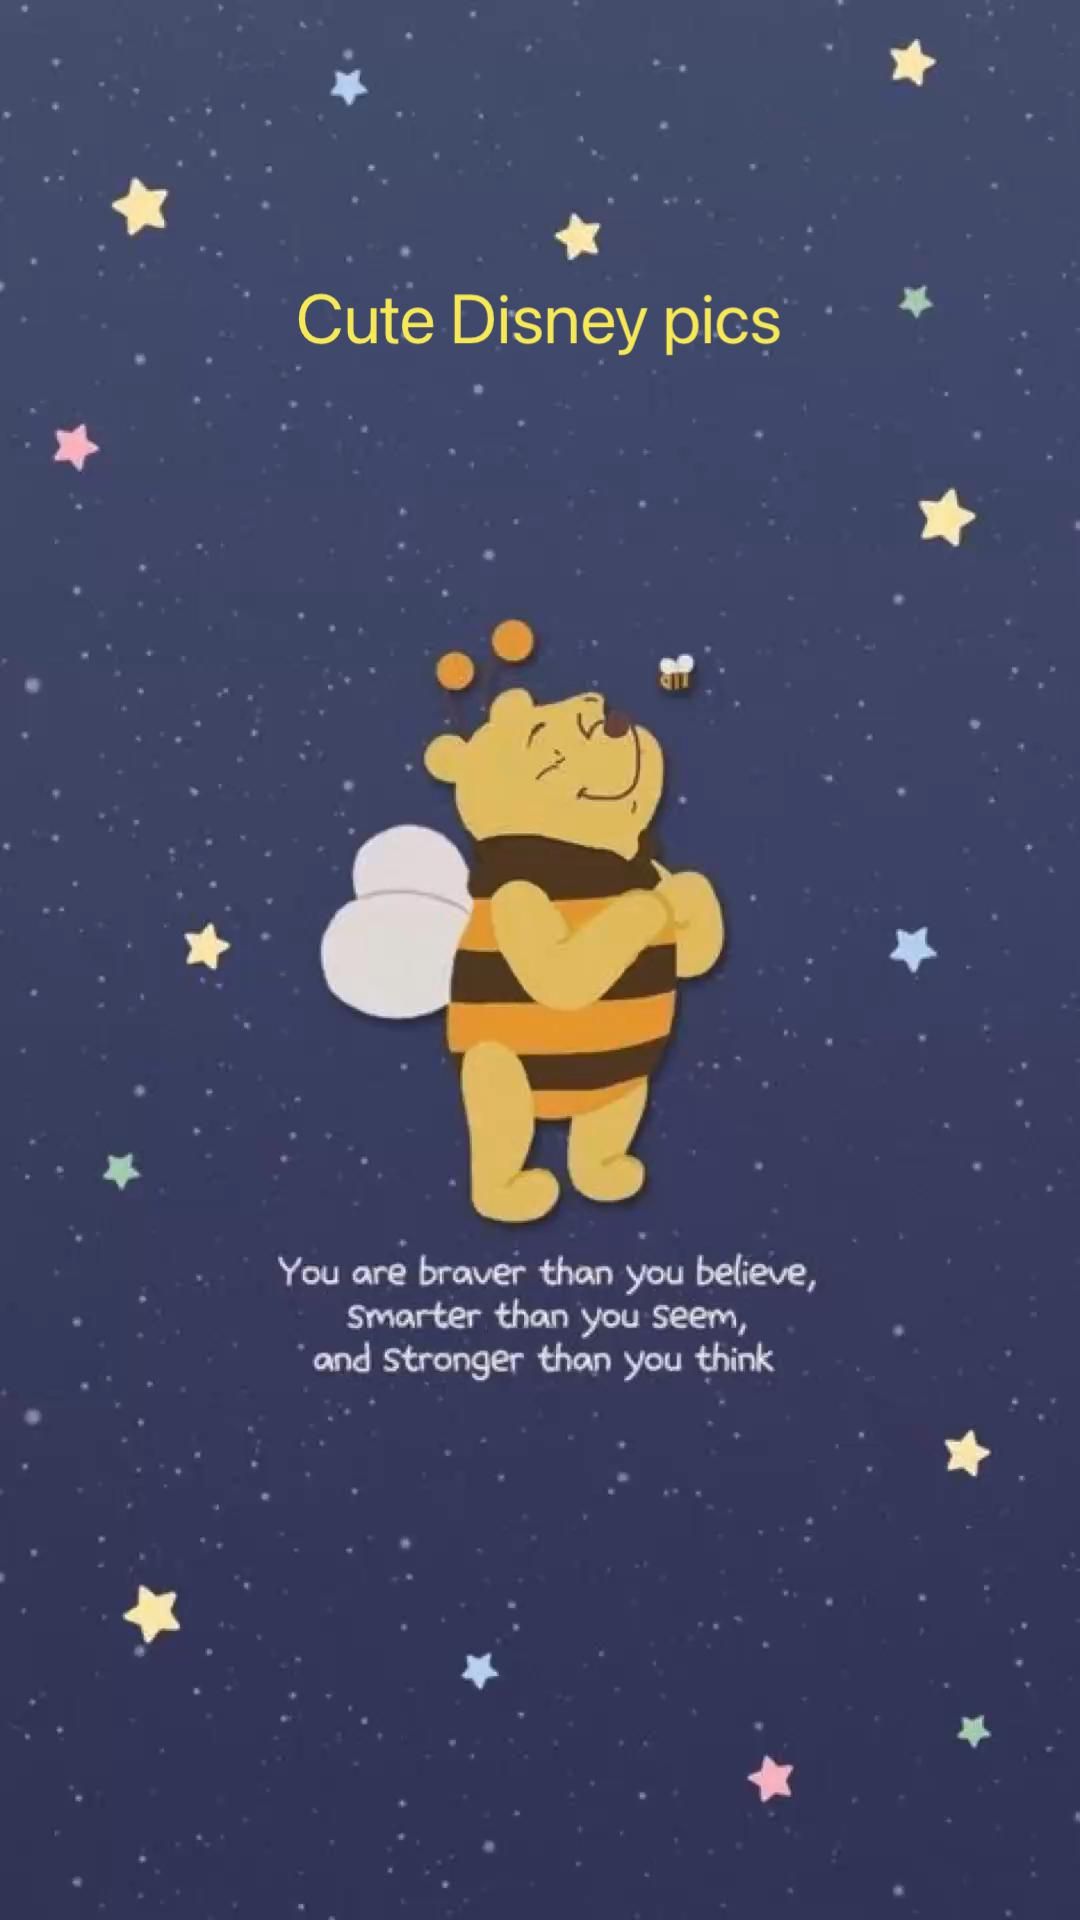 Cute Disney pics
You are braver than you believe,
smarter than you seem,
and stronger than you think